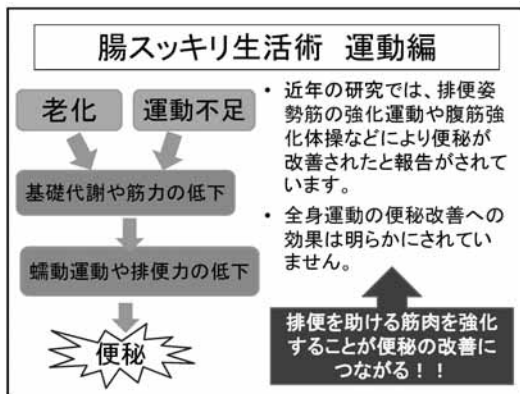 腸スッキリ生活術 運動編
老化
運動不足
基礎代謝や筋力の低下
蠕動運動や排便力の低下
便秘
• 近年の研究では、排便姿
勢筋の強化運動や腹筋強
化体操などにより便秘が
改善されたと報告がされて
います。
• 全身運動の便秘改善への
効果は明らかにされてい
ません。
排便を助ける筋肉を強化
することが便秘の改善に
つながる！！